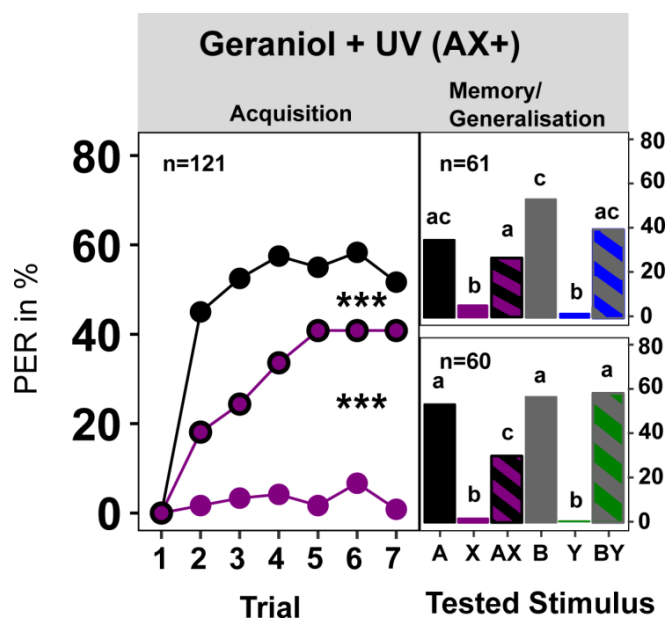 Geraniol + UV (AX+)
Acquisition
Memory/
Generalisation
PER in %
80
60
40
20
0
n=121
***
***
1 2 3 4 5 6 7
Trial
n=61
ac b a c b ac
80
60
40
20
0
n=60
a b c a b a
80
60
40
20
0
A X AX B Y BY
Tested Stimulus